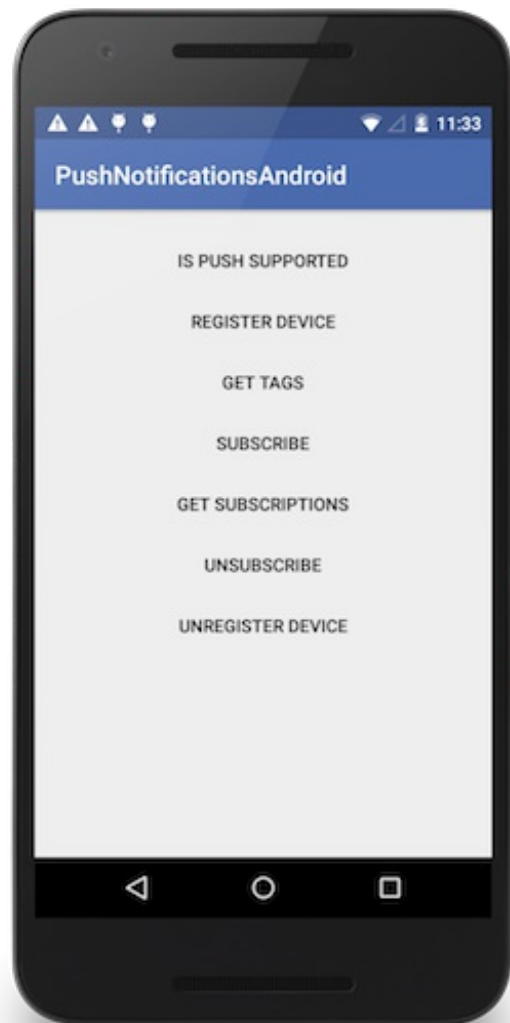 11:33
PushNotificationsAndroid
IS PUSH SUPPORTED
REGISTER DEVICE
GET TAGS
SUBSCRIBE
GET SUBSCRIPTIONS
UNSUBSCRIBE
UNREGISTER DEVICE